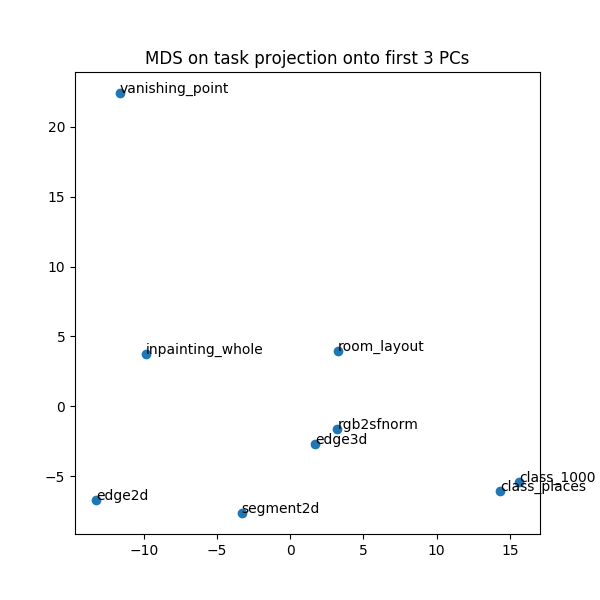 MDS on task projection onto first 3 PCs
vanishing_point
20
15
10
5
inpainting_whole
room_layout
0
rgb2sfnorm
edge3d
−5
class_1000
class_places
edge2d
segment2d
−10
−5
0
5
10
15